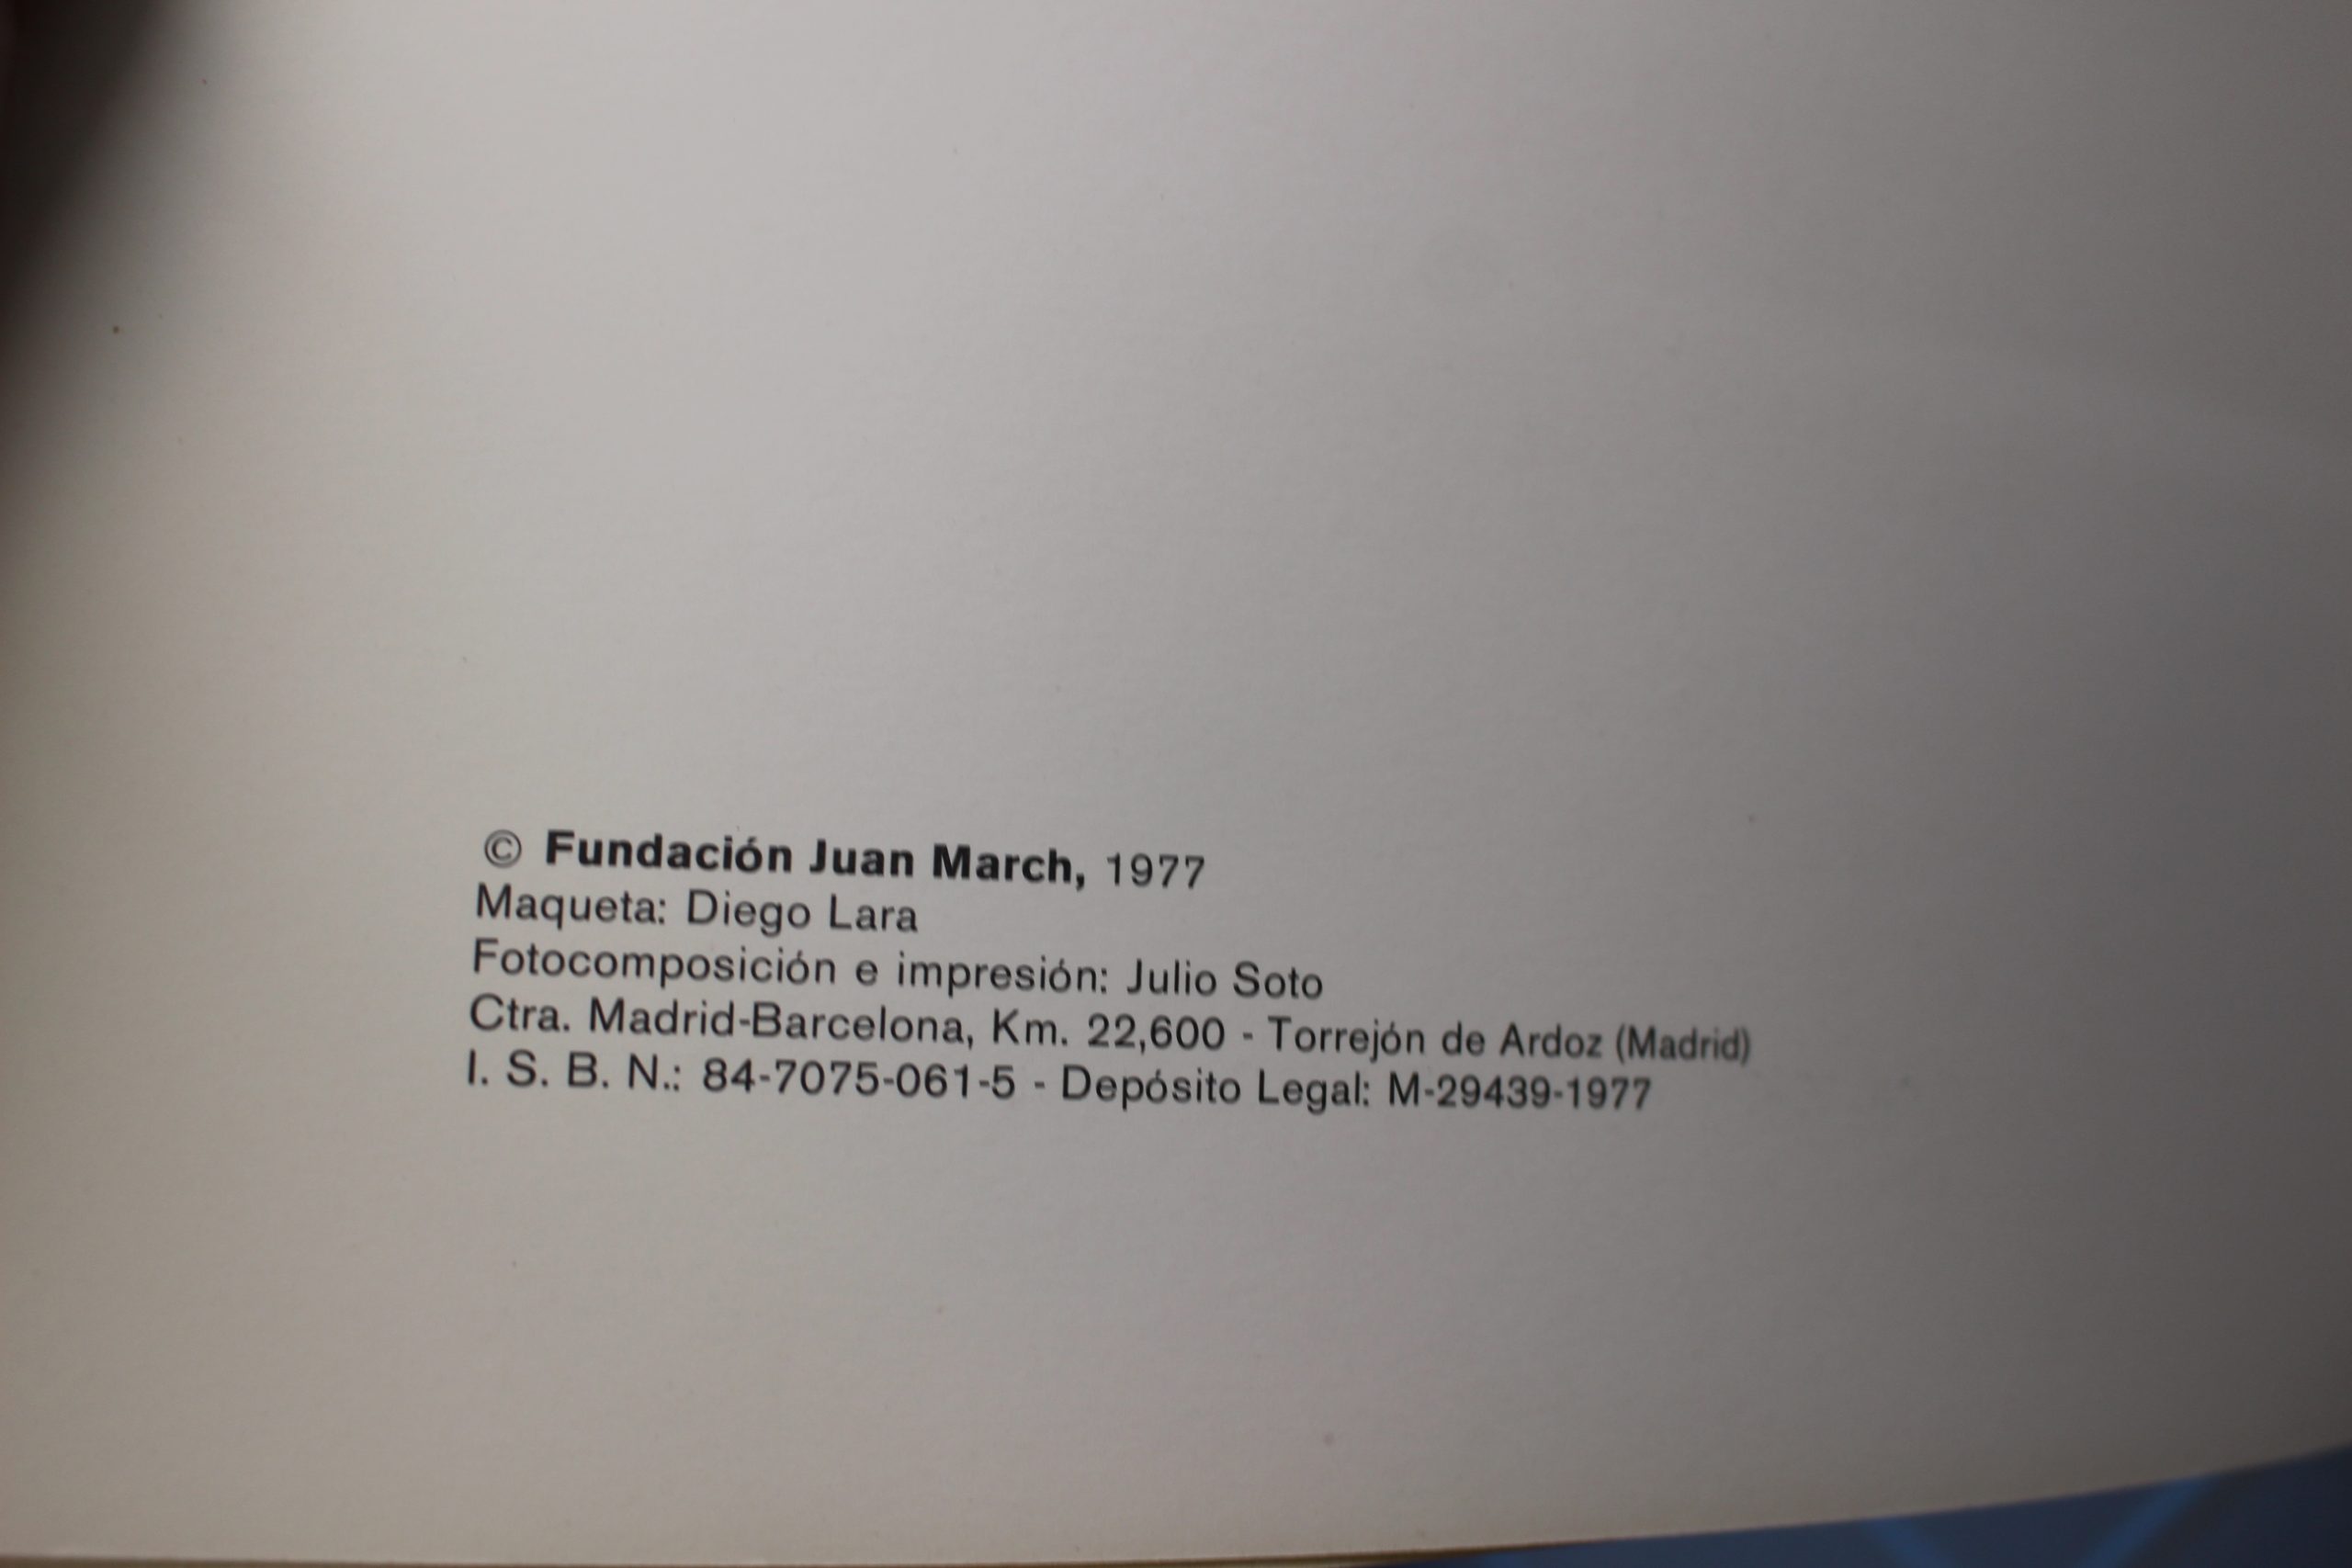 © Fundación Juan March, 1977
Maqueta: Diego Lara
Fotocomposición e impresión: Julio Soto
Ctra. Madrid-Barcelona, Km. 22,600 - Torrejón de Ardoz (Madrid)
I. S. B. N.: 84-7075-061-5 - Depósito Legal: M-29439-1977